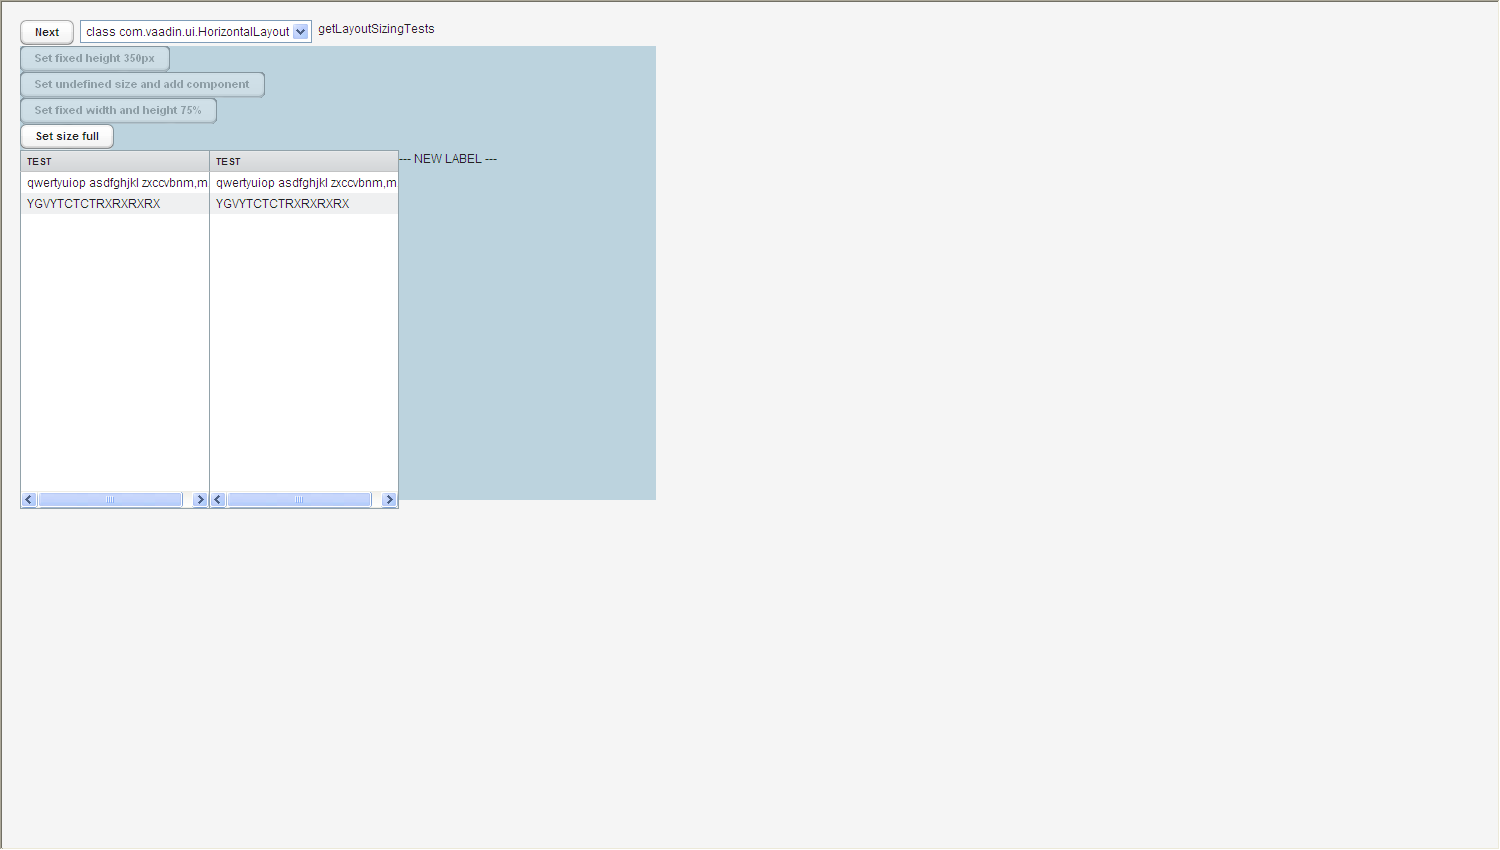 Next class com.vaadin.ui.HorizontalLayout getLayoutSizingTests
Set fixed height 350px
Set undefined size and add component
Set fixed width and height 75%
Set size full
TEST TEST --- NEW LABEL ---
qwertyuiop asdfghjkl zxccvbnm,m qwertyuiop asdfghjkl zxccvbnm,m
YGVYTCTCTRXRXRXRX YGVYTCTCTRXRXRXRX